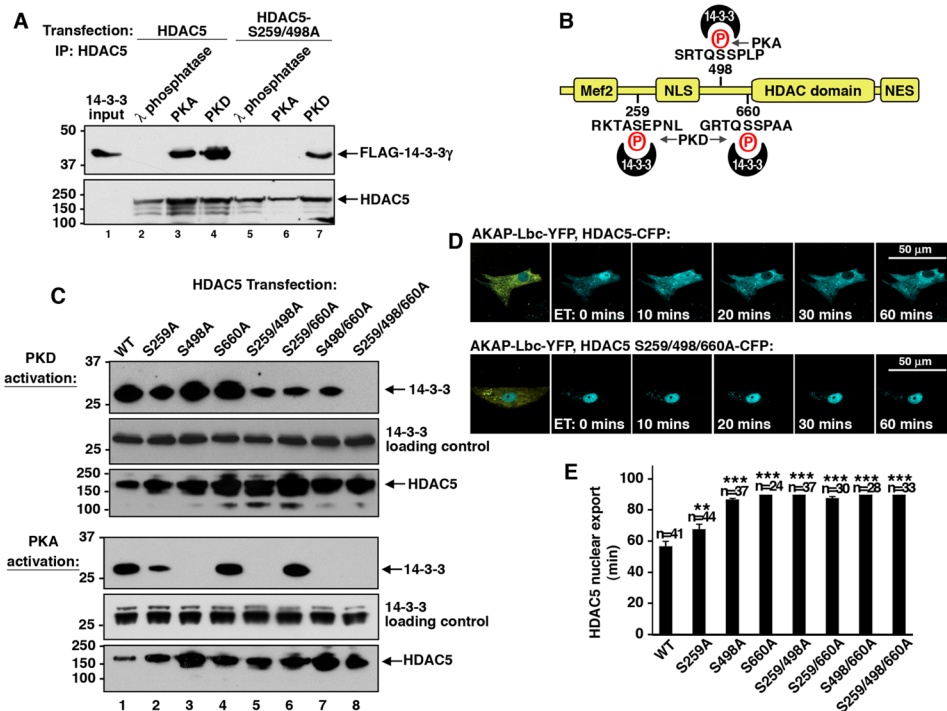 A
Transfection: HDAC5 HDAC5-S259/498A
IP: HDAC5
14-3-3 input
λ phosphatase
PKA
PKD
λ phosphatase
PKA
PKD
50
37
FLAG-14-3-3γ
250
150
100
HDAC5
1 2 3 4 5 6 7
B
14-3-3
P
PKA
SRTQSSPLP
498
Mef2 NLS HDAC domain NES
259 660
RKTASEPNL GRTQSSPAA
P PKD P
14-3-3 14-3-3
C
HDAC5 Transfection:
WT S259A S498A S660A S259/498A S259/660A S498/660A S259/498/660A
PKD activation:
37
25
14-3-3
25
14-3-3 loading control
250
150
100
HDAC5
PKA activation:
37
25
14-3-3
25
14-3-3 loading control
250
150
100
HDAC5
1 2 3 4 5 6 7 8
D
AKAP-Lbc-YFP, HDAC5-CFP:
50 μm
ET: 0 mins 10 mins 20 mins 30 mins 60 mins
AKAP-Lbc-YFP, HDAC5 S259/498/660A-CFP:
50 μm
ET: 0 mins 10 mins 20 mins 30 mins 60 mins
E
HDAC5 nuclear export (min)
100
80
60
40
20
0
** *** *** *** *** *** ***
n=41 n=44 n=37 n=24 n=37 n=30 n=28 n=33
WT S259A S498A S660A S259/498A S259/660A S498/660A S259/498/660A